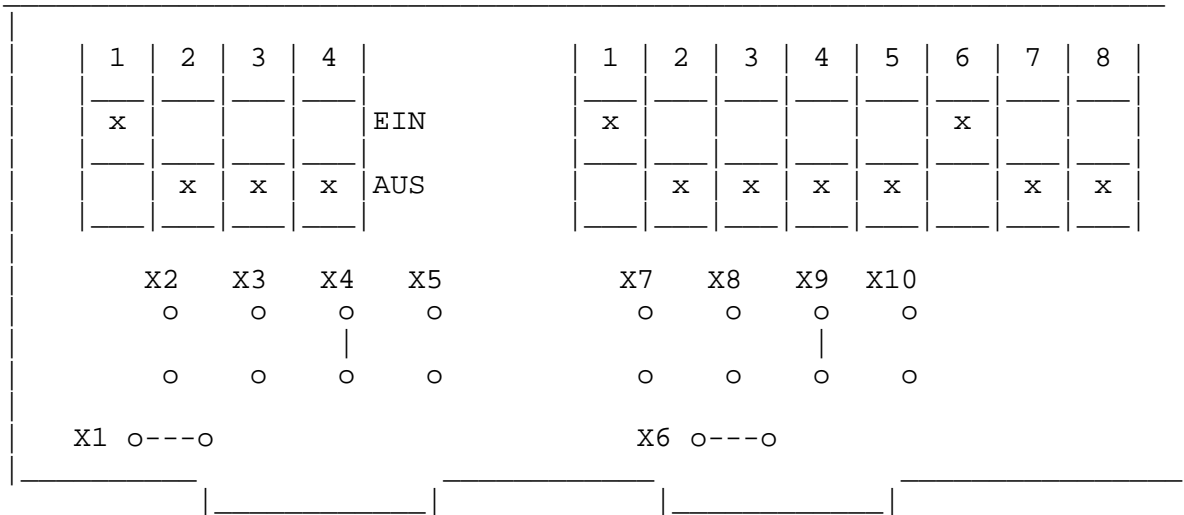 1 2 3 4 1 2 3 4 5 6 7 8
x EIN x x
x x x AUS x x x x x x
X2 X3 X4 X5 X7 X8 X9 X10
o o o o o o o o
o o o o o o o o
X1 o---o X6 o---o